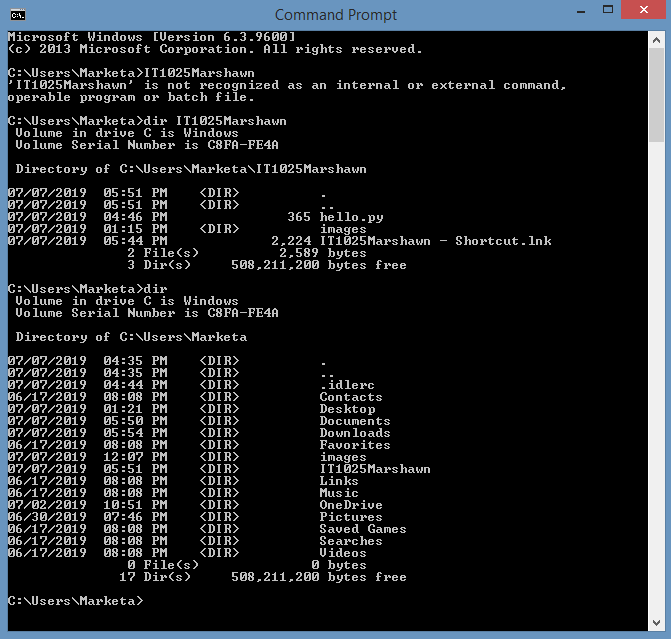 Command Prompt
Microsoft Windows [Version 6.3.9600]
(c) 2013 Microsoft Corporation. All rights reserved.
C:\Users\Marketa>IT1025Marshawn
'IT1025Marshawn' is not recognized as an internal or external command,
operable program or batch file.
C:\Users\Marketa>dir IT1025Marshawn
 Volume in drive C is Windows
 Volume Serial Number is C8FA-FE4A
 Directory of C:\Users\Marketa\IT1025Marshawn
07/07/2019  05:51 PM    <DIR>          .
07/07/2019  05:51 PM    <DIR>          ..
07/07/2019  04:46 PM               365 hello.py
07/07/2019  01:15 PM    <DIR>          images
07/07/2019  05:44 PM             2,224 IT1025Marshawn - Shortcut.lnk
               2 File(s)          2,589 bytes
               3 Dir(s)     508,211,200 bytes free
C:\Users\Marketa>dir
 Volume in drive C is Windows
 Volume Serial Number is C8FA-FE4A
 Directory of C:\Users\Marketa
07/07/2019  04:35 PM    <DIR>          .
07/07/2019  04:35 PM    <DIR>          ..
07/07/2019  04:44 PM    <DIR>          .idlerc
06/17/2019  08:08 PM    <DIR>          Contacts
07/07/2019  01:21 PM    <DIR>          Desktop
07/07/2019  05:50 PM    <DIR>          Documents
07/07/2019  05:54 PM    <DIR>          Downloads
06/17/2019  08:08 PM    <DIR>          Favorites
07/07/2019  12:07 PM    <DIR>          images
07/07/2019  05:51 PM    <DIR>          IT1025Marshawn
06/17/2019  08:08 PM    <DIR>          Links
06/17/2019  08:08 PM    <DIR>          Music
07/02/2019  10:51 PM    <DIR>          OneDrive
06/30/2019  07:46 PM    <DIR>          Pictures
06/17/2019  08:08 PM    <DIR>          Saved Games
06/17/2019  08:08 PM    <DIR>          Searches
06/17/2019  08:08 PM    <DIR>          Videos
               0 File(s)              0 bytes
              17 Dir(s)     508,211,200 bytes free
C:\Users\Marketa>